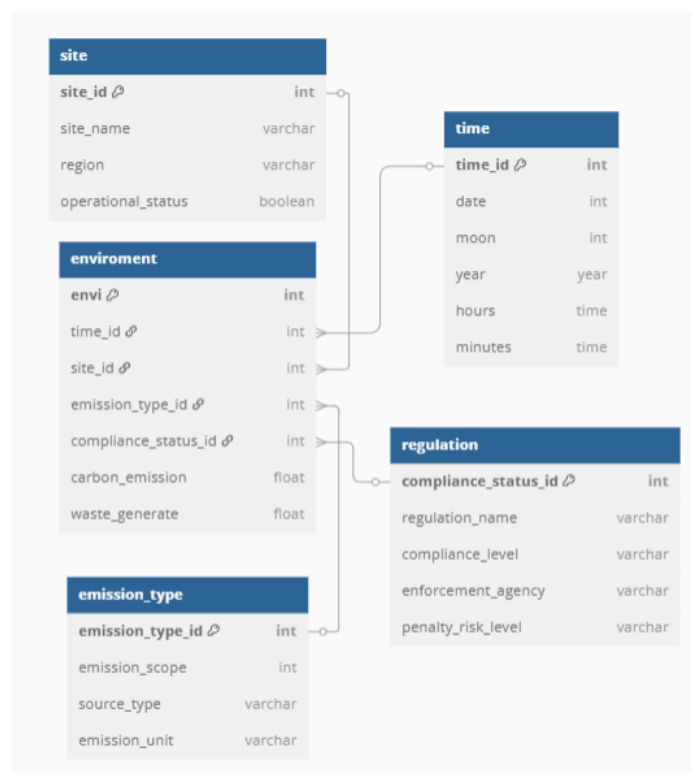 site
site_id int
site_name varchar
region varchar
operational_status boolean
time
time_id int
date int
moon int
year year
hours time
minutes time
enviroment
envi int
time_id int
site_id int
emission_type_id int
compliance_status_id int
carbon_emission float
waste_generate float
regulation
compliance_status_id int
regulation_name varchar
compliance_level varchar
enforcement_agency varchar
penalty_risk_level varchar
emission_type
emission_type_id int
emission_scope int
source_type varchar
emission_unit varchar